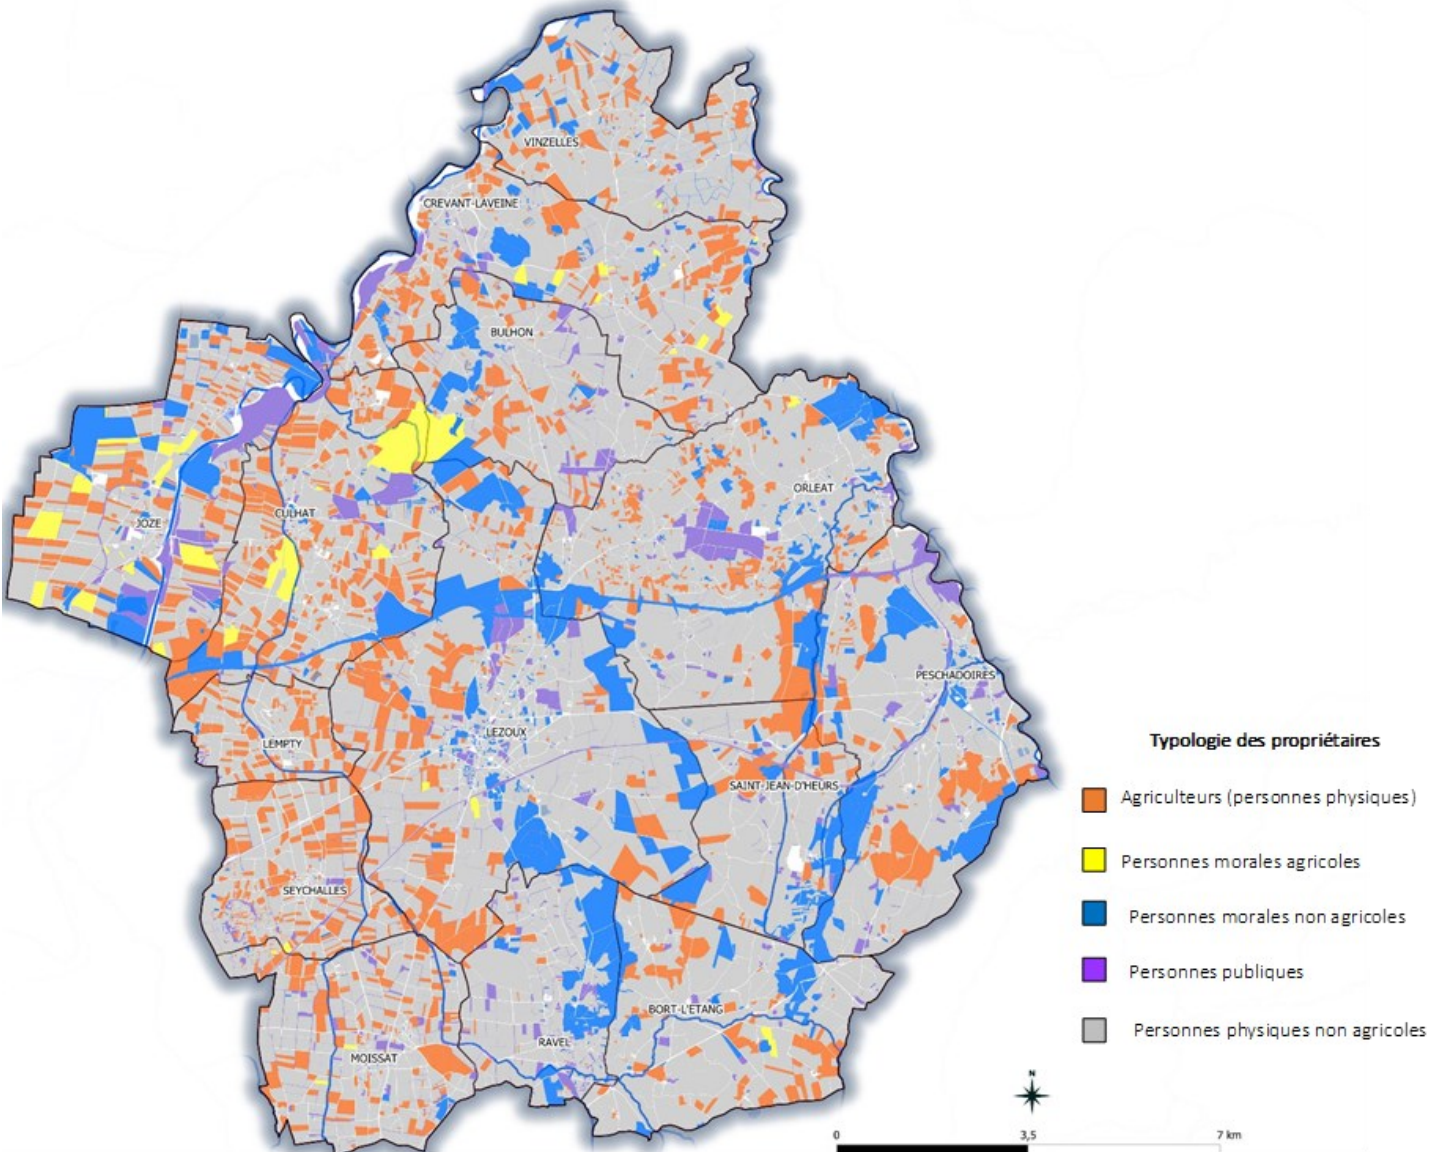 VINZELLES
CREVANT-LAVEINE
BULHON
ORLEAT
CULHAT
JOZE
PESCHADOIRES
LEZOUX
LEMPTY
SAINT-JEAN-D'HEURS
SEYCHALLES
BORT-L'ETANG
RAVEL
MOISSAT
Typologie des propriétaires
Agriculteurs (personnes physiques)
Personnes morales agricoles
Personnes morales non agricoles
Personnes publiques
Personnes physiques non agricoles
N
0 3,5 7 km